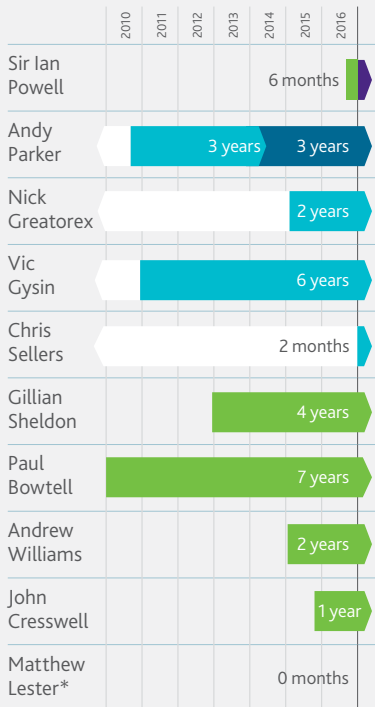 2010 2011 2012 2013 2014 2015 2016
Sir Ian
Powell
6 months
Andy
Parker
3 years 3 years
Nick
Greatorex
2 years
Vic
Gysin
6 years
Chris
Sellers
2 months
Gillian
Sheldon
4 years
Paul
Bowtell
7 years
Andrew
Williams
2 years
John
Cresswell
1 year
Matthew
Lester*
0 months